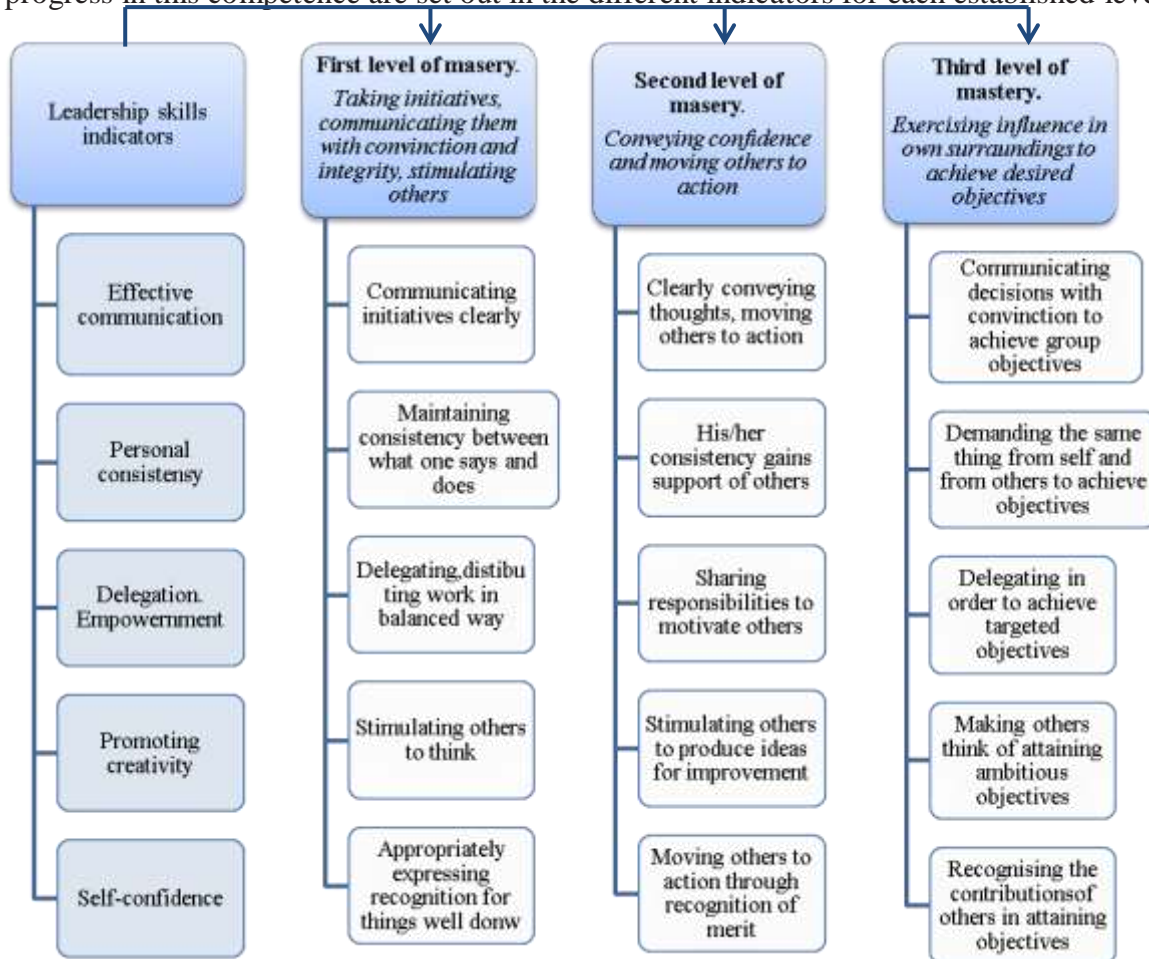 progress in this competence are set out in the different indicators for each established leve
Leadership skills
indicators
Effective
communication
Personal
consistensy
Delegation.
Empowernment
Promoting
creativity
Self-confidence
First level of masery.
Taking initiatives,
communicating them
with convinction and
integrity, stimulating
others
Communicating
initiatives clearly
Maintaining
consistency between
what one says and
does
Delegating,distibu
ting work in
balanced way
Stimulating others
to think
Appropriately
expressing
recognition for
things well donw
Second level of
masery.
Conveying confidence
and moving others to
action
Clearly conveying
thoughts, moving
others to action
His/her
consistency gains
support of others
Sharing
responsibilities to
motivate others
Stimulating others
to produce ideas
for improvement
Moving others to
action through
recognition of
merit
Third level of
mastery.
Exercising influence in
own surraundings to
achieve desired
objectives
Communicating
decisions with
convinction to
achieve group
objectives
Demanding the same
thing from self and
from others to achieve
objectives
Delegating in
order to achieve
targeted
objectives
Making others
think of attaining
ambitious
objectives
Recognising the
contributionsof
others in attaining
objectives